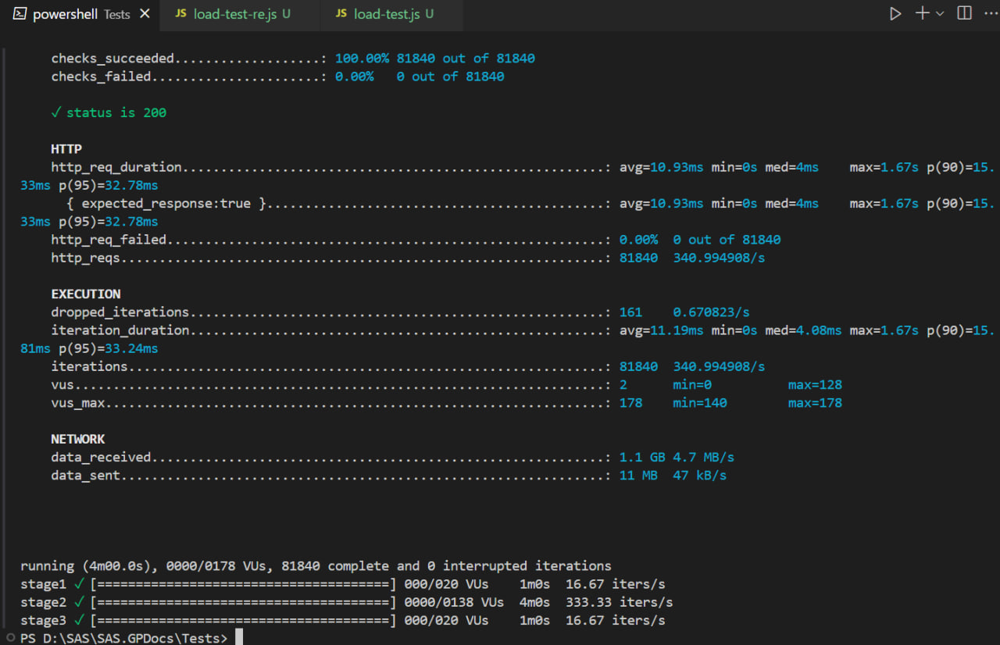 powershell Tests × JS load-test-re.js U JS load-test.js U
checks_succeeded...................: 100.00% 81840 out of 81840
checks_failed......................: 0.00% 0 out of 81840
✓ status is 200
HTTP
http_req_duration.......................................................: avg=10.93ms min=0s med=4ms max=1.67s p(90)=15.
33ms p(95)=32.78ms
{ expected_response:true }............................................: avg=10.93ms min=0s med=4ms max=1.67s p(90)=15.
33ms p(95)=32.78ms
http_req_failed.........................................................: 0.00% 0 out of 81840
http_reqs...............................................................: 81840 340.994908/s
EXECUTION
dropped_iterations......................................................: 161 0.670823/s
iteration_duration......................................................: avg=11.19ms min=0s med=4.08ms max=1.67s p(90)=15.
81ms p(95)=33.24ms
iterations..............................................................: 81840 340.994908/s
vus.....................................................................: 2 min=0 max=128
vus_max.................................................................: 178 min=140 max=178
NETWORK
data_received...........................................................: 1.1 GB 4.7 MB/s
data_sent...............................................................: 11 MB 47 kB/s
running (4m00.0s), 0000/0178 VUs, 81840 complete and 0 interrupted iterations
stage1 ✓ [======================================] 000/020 VUs 1m0s 16.67 iters/s
stage2 ✓ [======================================] 0000/0138 VUs 4m0s 333.33 iters/s
stage3 ✓ [======================================] 000/020 VUs 1m0s 16.67 iters/s
PS D:\SAS\SAS.GPDocs\Tests>